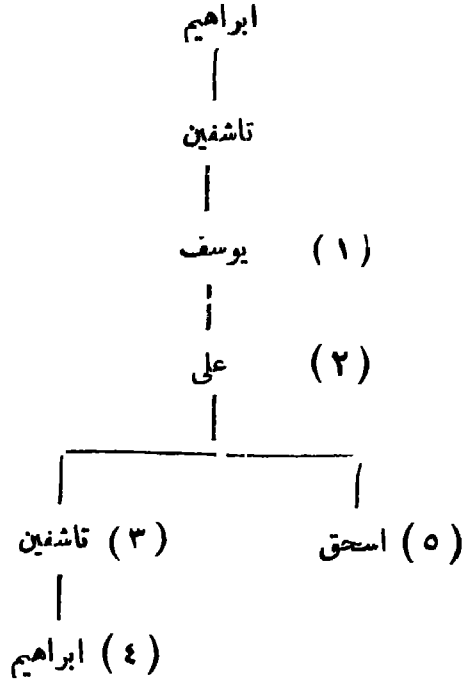 ابراهيم
تاشفين
(١) يوسف
(٢) على
(٥) اسحق (٣) تاشفين
(٤) ابراهيم